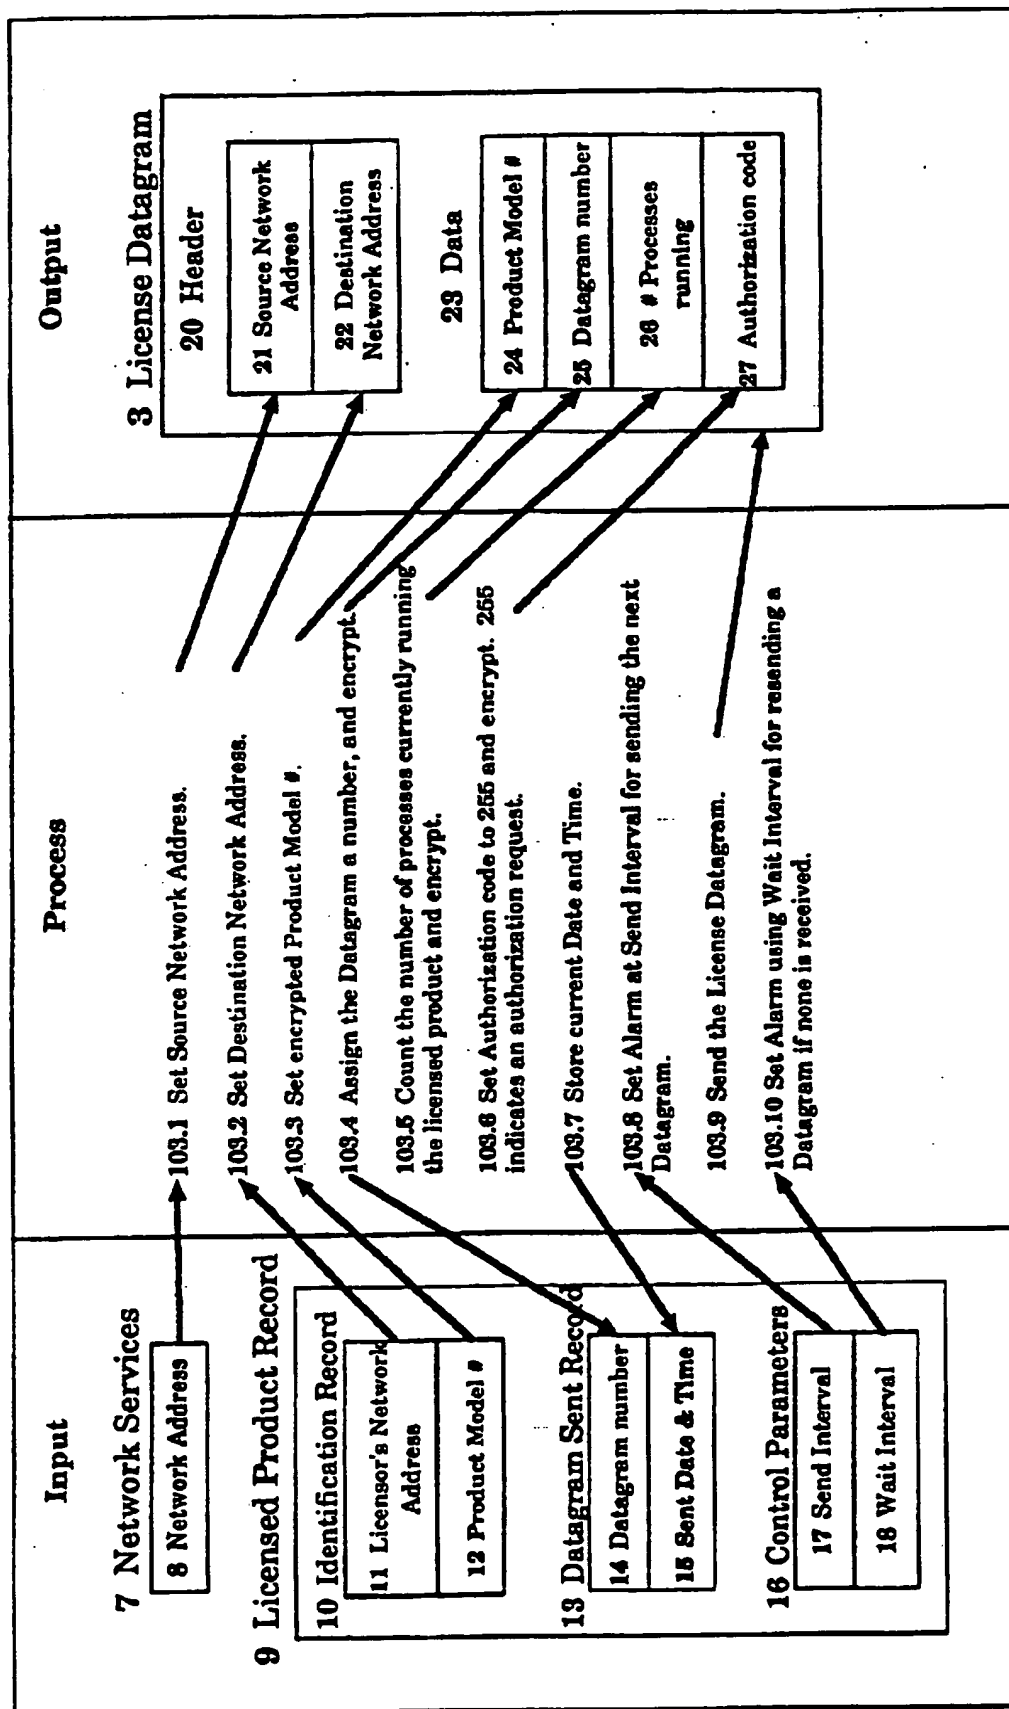 Input
7 Network Services
8 Network Address
9 Licensed Product Record
10 Identification Record
11 Licensor's Network
Address
12 Product Model #
13 Datagram Sent Record
14 Datagram number
15 Sent Date & Time
16 Control Parameters
17 Send Interval
18 Wait Interval
Process
103.1 Set Source Network Address.
103.2 Set Destination Network Address.
103.3 Set encrypted Product Model #.
103.4 Assign the Datagram a number, and encrypt.
103.5 Count the number of processes currently running
the licensed product and encrypt.
103.6 Set Authorization code to 255 and encrypt. 255
indicates an authorization request.
103.7 Store current Date and Time.
103.8 Set Alarm at Send Interval for sending the next
Datagram.
103.9 Send the License Datagram.
103.10 Set Alarm using Wait Interval for resending a
Datagram if none is received.
Output
3 License Datagram
20 Header
21 Source Network
Address
22 Destination
Network Address
23 Data
24 Product Model #
25 Datagram number
26 # Processes
running
27 Authorization code